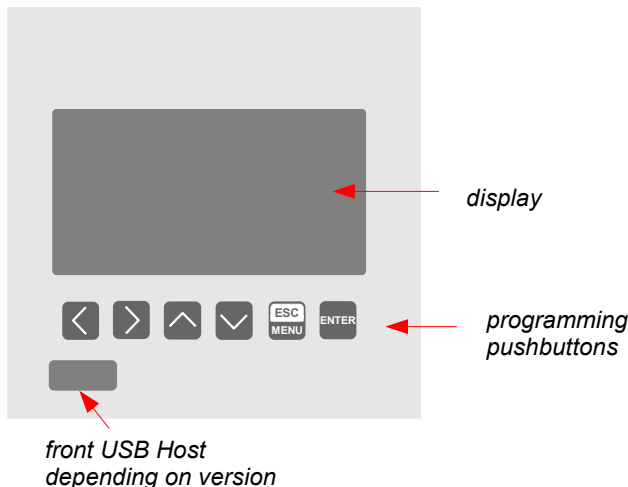 display
ESC
MENU
ENTER
programming
pushbuttons
front USB Host
depending on version